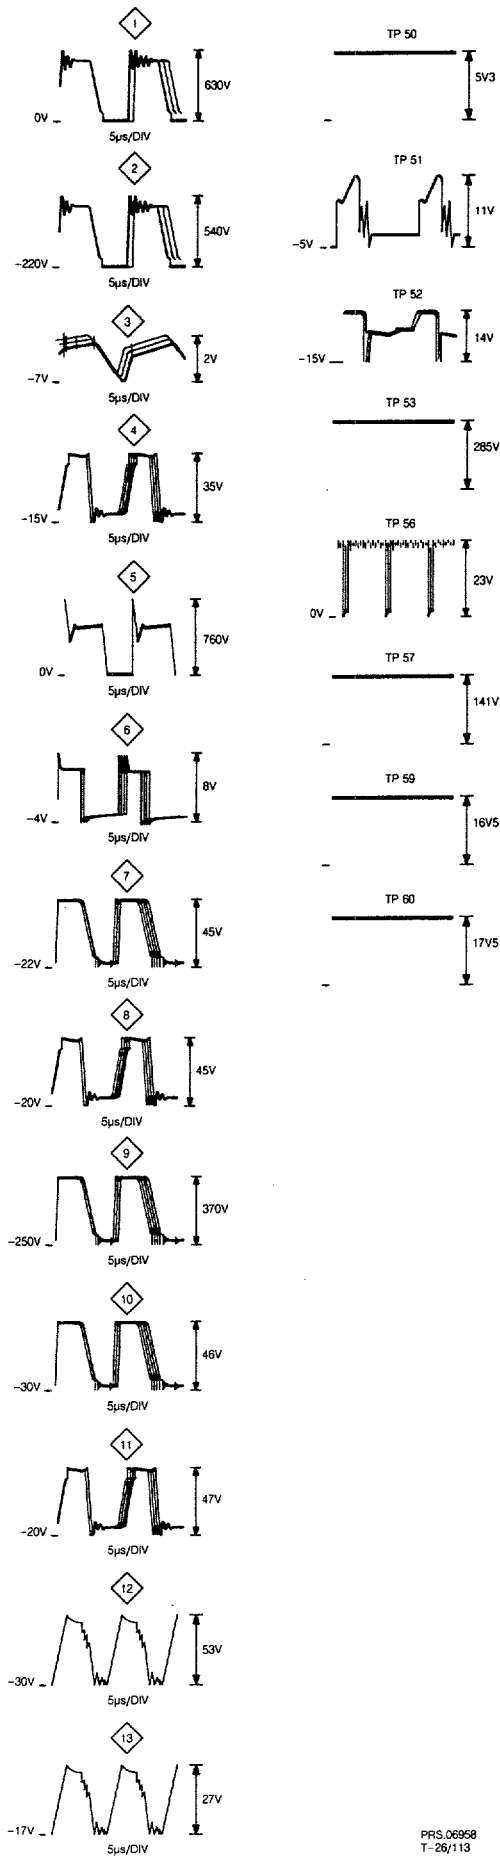 1
630V
0V
5µs/DIV
2
540V
-220V
5µs/DIV
3
2V
-7V
5µs/DIV
4
35V
-15V
5µs/DIV
5
760V
0V
5µs/DIV
6
8V
-4V
5µs/DIV
7
45V
-22V
5µs/DIV
8
45V
-20V
5µs/DIV
9
370V
-250V
5µs/DIV
10
46V
-30V
5µs/DIV
11
47V
-20V
5µs/DIV
12
53V
-30V
5µs/DIV
13
27V
-17V
5µs/DIV
TP 50
5V3
TP 51
11V
-5V
TP 52
14V
-15V
TP 53
285V
TP 56
23V
0V
TP 57
141V
TP 59
16V5
TP 60
17V5
PRS.06958
T-26/113